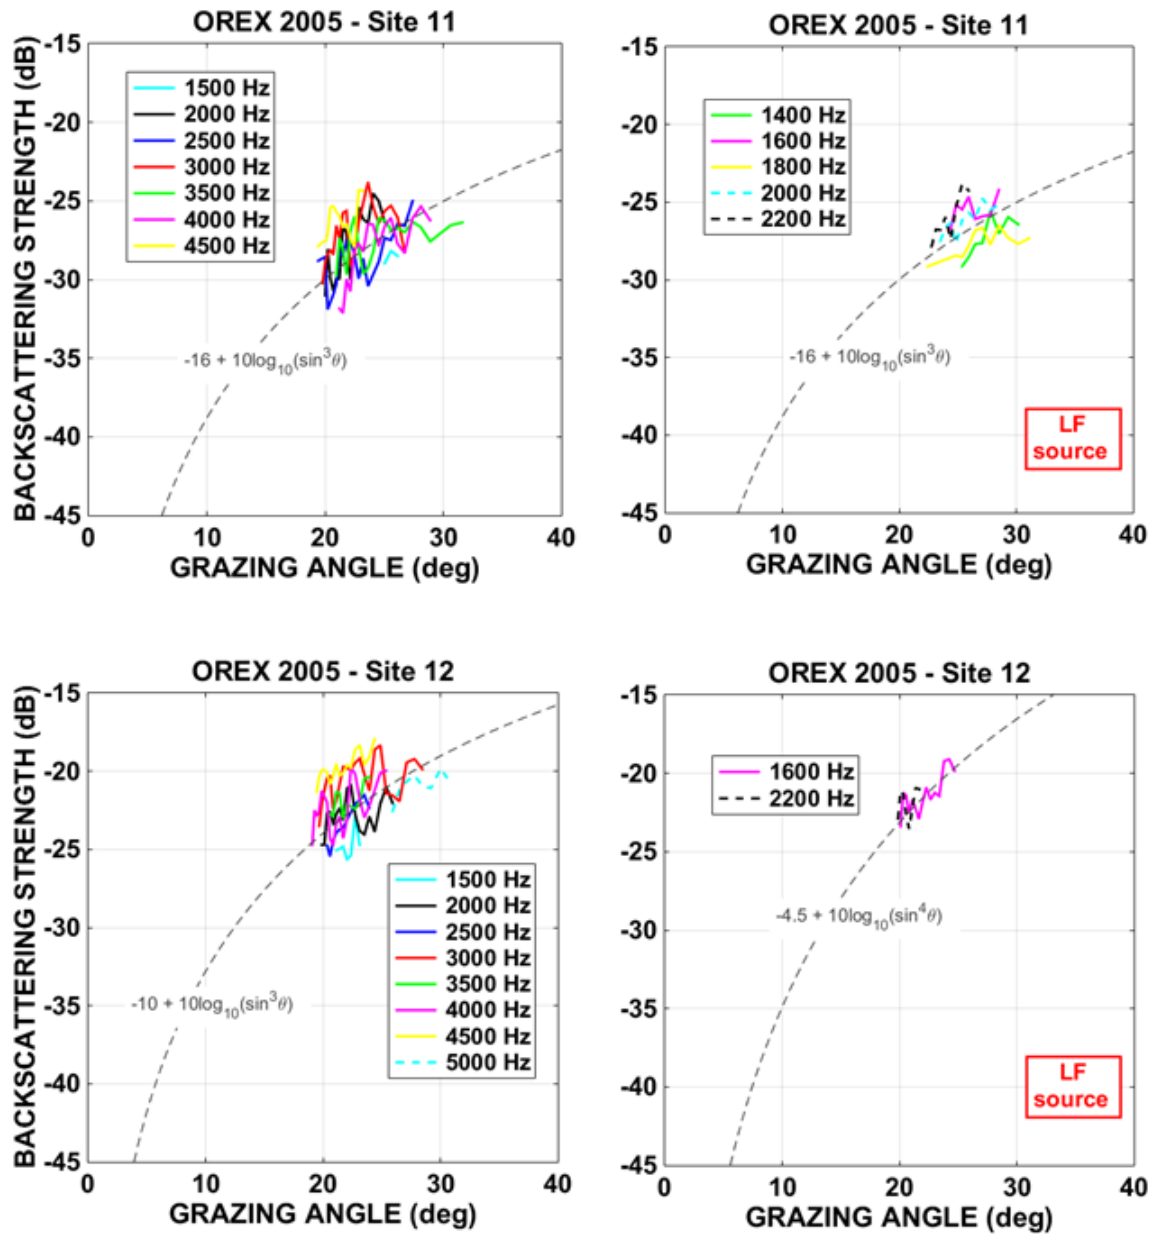 OREX 2005 - Site 11
BACKSCATTERING STRENGTH (dB)
-15
-20
-25
-30
-35
-40
-45
1500 Hz
2000 Hz
2500 Hz
3000 Hz
3500 Hz
4000 Hz
4500 Hz
-16 + 10log10(sin3θ)
0 10 20 30 40
GRAZING ANGLE (deg)
OREX 2005 - Site 11
-15
-20
-25
-30
-35
-40
-45
1400 Hz
1600 Hz
1800 Hz
2000 Hz
2200 Hz
-16 + 10log10(sin3θ)
LF
source
0 10 20 30 40
GRAZING ANGLE (deg)
OREX 2005 - Site 12
BACKSCATTERING STRENGTH (dB)
-15
-20
-25
-30
-35
-40
-45
1500 Hz
2000 Hz
2500 Hz
3000 Hz
3500 Hz
4000 Hz
4500 Hz
5000 Hz
-10 + 10log10(sin3θ)
0 10 20 30 40
GRAZING ANGLE (deg)
OREX 2005 - Site 12
-15
-20
-25
-30
-35
-40
-45
1600 Hz
2200 Hz
-4.5 + 10log10(sin4θ)
LF
source
0 10 20 30 40
GRAZING ANGLE (deg)